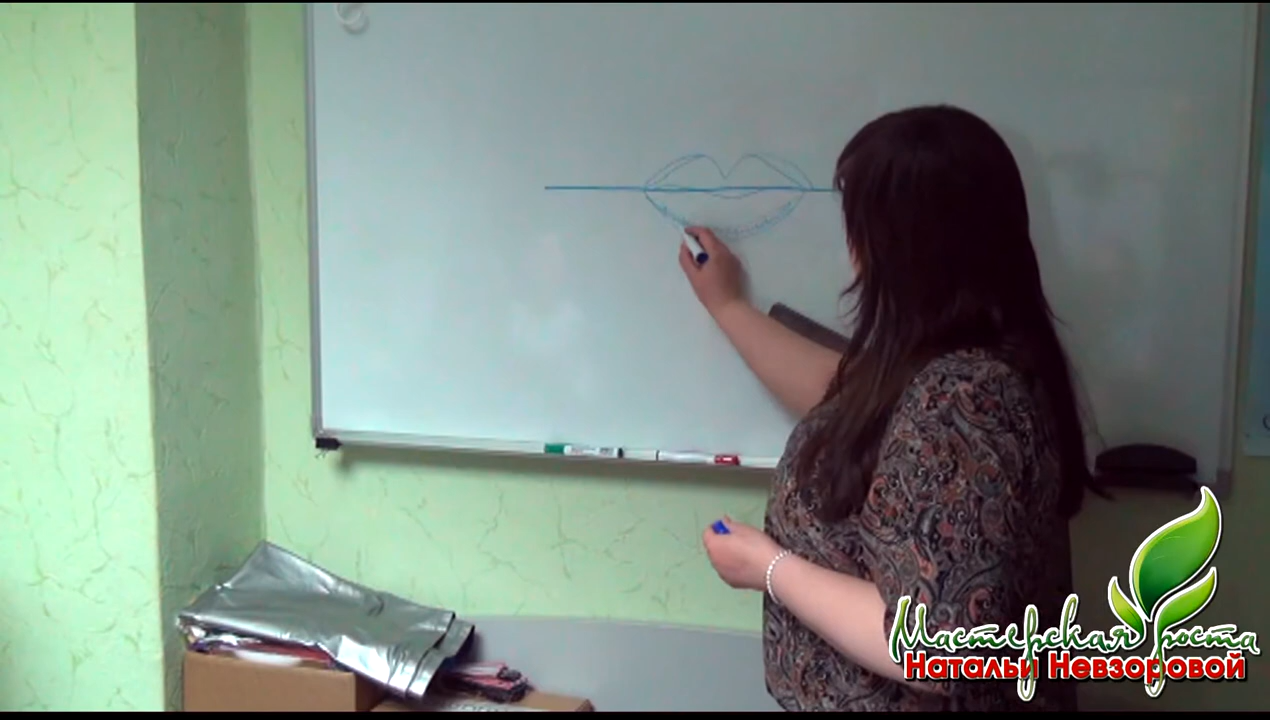 Мастерская роста
Натальи Невзоровой